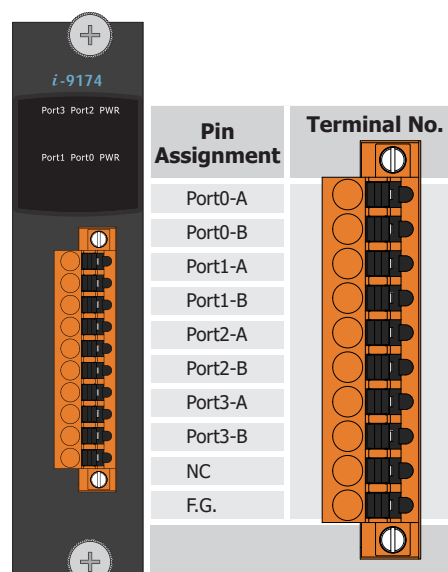 i-9174
Port3 Port2 PWR
Port1 Port0 PWR
Pin Assignment
Terminal No.
Port0-A
Port0-B
Port1-A
Port1-B
Port2-A
Port2-B
Port3-A
Port3-B
NC
F.G.